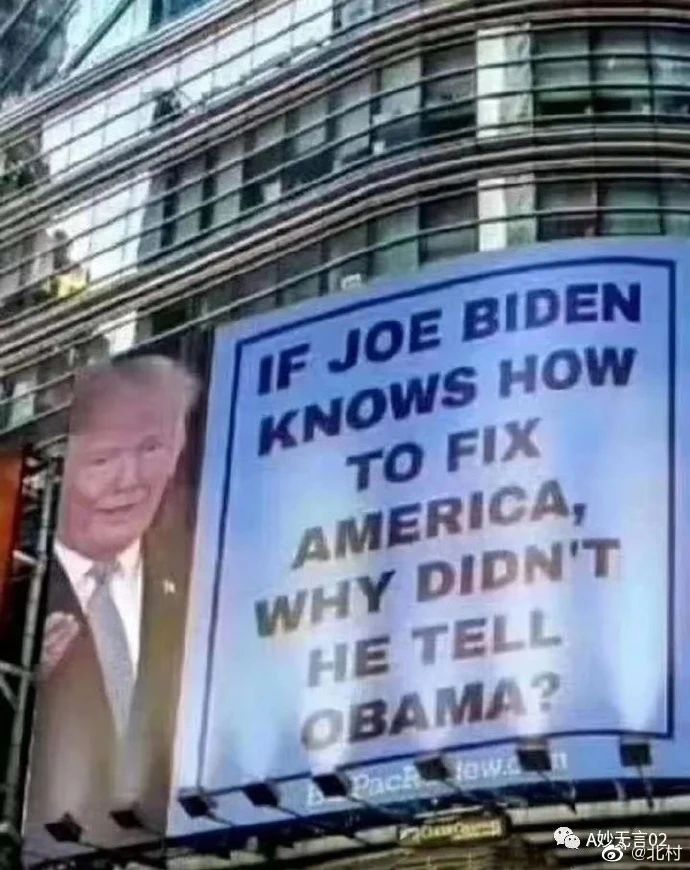 IF JOE BIDEN
KNOWS HOW
TO FIX
AMERICA,
WHY DIDN'T
HE TELL
OBAMA?
A妙无言02
@北村